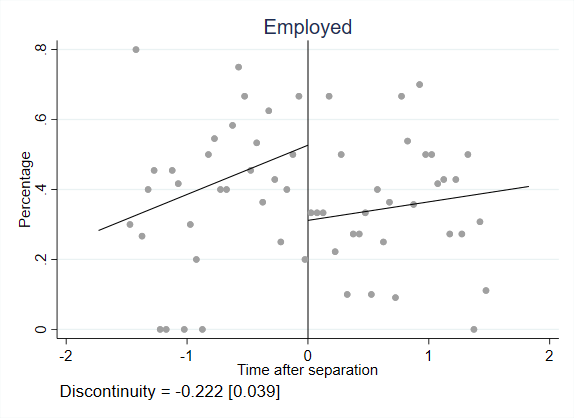 Employed
Percentage
.8
.6
.4
.2
0
-2 -1 0 1 2
Time after separation
Discontinuity = -0.222 [0.039]